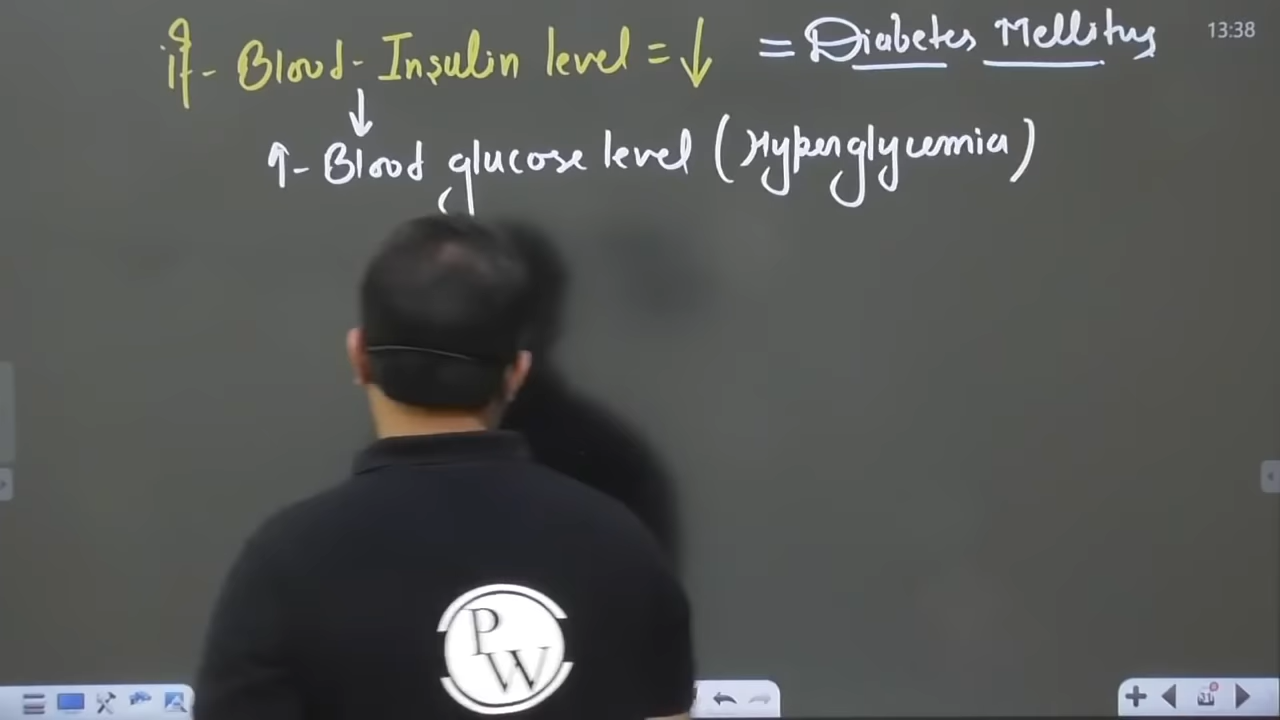 if - Blood - Insulin level = ↓ = Diabetes Mellitus
13:38
↑ - Blood glucose level (Hyperglycemia)
PW